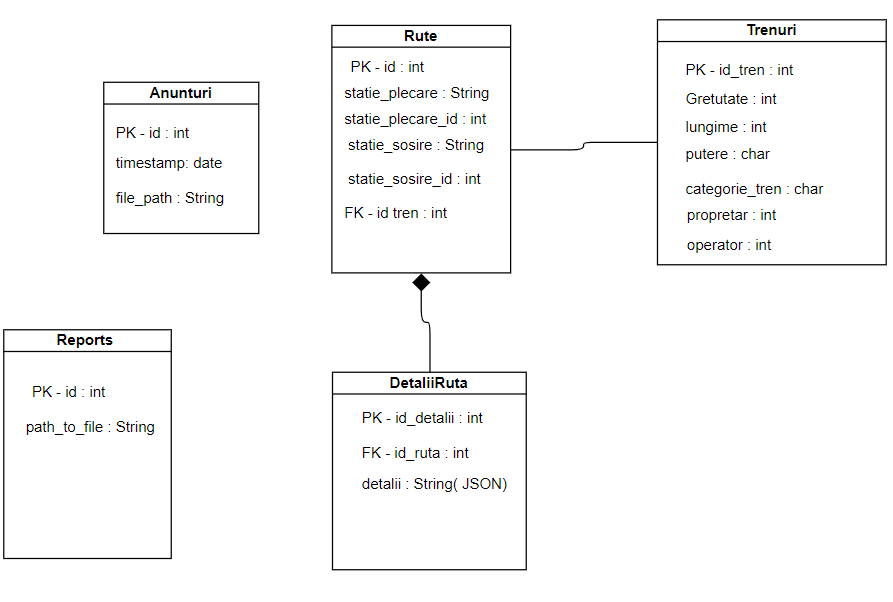 Anunturi
PK - id : int
timestamp: date
file_path : String
Rute
PK - id : int
statie_plecare : String
statie_plecare_id : int
statie_sosire : String
statie_sosire_id : int
FK - id tren : int
Trenuri
PK - id_tren : int
Gretutate : int
lungime : int
putere : char
categorie_tren : char
propretar : int
operator : int
Reports
PK - id : int
path_to_file : String
DetaliiRuta
PK - id_detalii : int
FK - id_ruta : int
detalii : String( JSON)